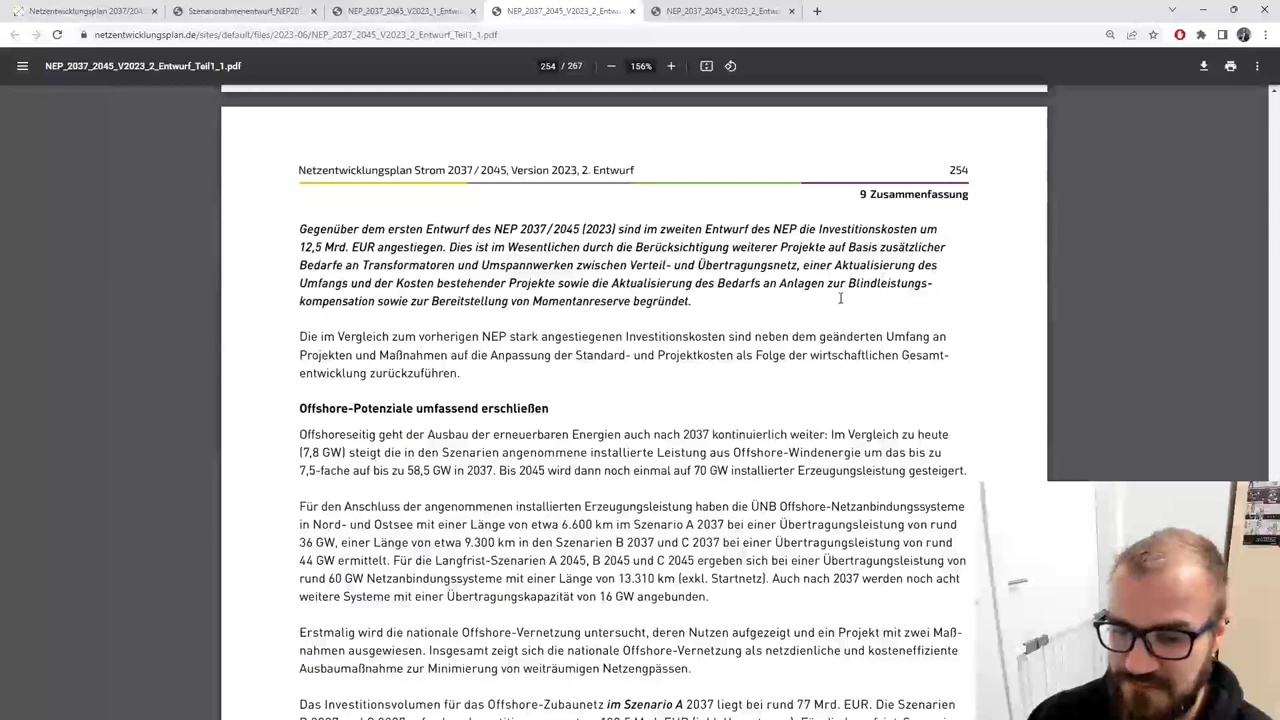 Netzentwicklungsplan 2037/204
Szenariorahmenentwurf_NEP20
NEP_2037_2045_V2023_1_Entwurf
NEP_2037_2045_V2023_2_Entwu
NEP_2037_2045_V2023_2_Entwu
netzentwicklungsplan.de/sites/default/files/2023-06/NEP_2037_2045_V2023_2_Entwurf_Teil1_1.pdf
NEP_2037_2045_V2023_2_Entwurf_Teil1_1.pdf
254 / 267
156%
Netzentwicklungsplan Strom 2037/2045, Version 2023, 2. Entwurf
254
9 Zusammenfassung
Gegenüber dem ersten Entwurf des NEP 2037/2045 (2023) sind im zweiten Entwurf des NEP die Investitionskosten um
12,5 Mrd. EUR angestiegen. Dies ist im Wesentlichen durch die Berücksichtigung weiterer Projekte auf Basis zusätzlicher
Bedarfe an Transformatoren und Umspannwerken zwischen Verteil- und Übertragungsnetz, einer Aktualisierung des
Umfangs und der Kosten bestehender Projekte sowie die Aktualisierung des Bedarfs an Anlagen zur Blindleistungs-
kompensation sowie zur Bereitstellung von Momentanreserve begründet.
Die im Vergleich zum vorherigen NEP stark angestiegenen Investitionskosten sind neben dem geänderten Umfang an
Projekten und Maßnahmen auf die Anpassung der Standard- und Projektkosten als Folge der wirtschaftlichen Gesamt-
entwicklung zurückzuführen.
Offshore-Potenziale umfassend erschließen
Offshoreseitig geht der Ausbau der erneuerbaren Energien auch nach 2037 kontinuierlich weiter: Im Vergleich zu heute
(7,8 GW) steigt die in den Szenarien angenommene installierte Leistung aus Offshore-Windenergie um das bis zu
7,5-fache auf bis zu 58,5 GW in 2037. Bis 2045 wird dann noch einmal auf 70 GW installierter Erzeugungsleistung gesteigert.
Für den Anschluss der angenommenen installierten Erzeugungsleistung haben die ÜNB Offshore-Netzanbindungssysteme
in Nord- und Ostsee mit einer Länge von etwa 6.600 km im Szenario A 2037 bei einer Übertragungsleistung von rund
36 GW, einer Länge von etwa 9.300 km in den Szenarien B 2037 und C 2037 bei einer Übertragungsleistung von rund
44 GW ermittelt. Für die Langfrist-Szenarien A 2045, B 2045 und C 2045 ergeben sich bei einer Übertragungsleistung von
rund 60 GW Netzanbindungssysteme mit einer Länge von 13.310 km (exkl. Startnetz). Auch nach 2037 werden noch acht
weitere Systeme mit einer Übertragungskapazität von 16 GW angebunden.
Erstmalig wird die nationale Offshore-Vernetzung untersucht, deren Nutzen aufgezeigt und ein Projekt mit zwei Maß-
nahmen ausgewiesen. Insgesamt zeigt sich die nationale Offshore-Vernetzung als netzdienliche und kosteneffiziente
Ausbaumaßnahme zur Minimierung von weiträumigen Netzengpässen.
Das Investitionsvolumen für das Offshore-Zubaunetz im Szenario A 2037 liegt bei rund 77 Mrd. EUR. Die Szenarien